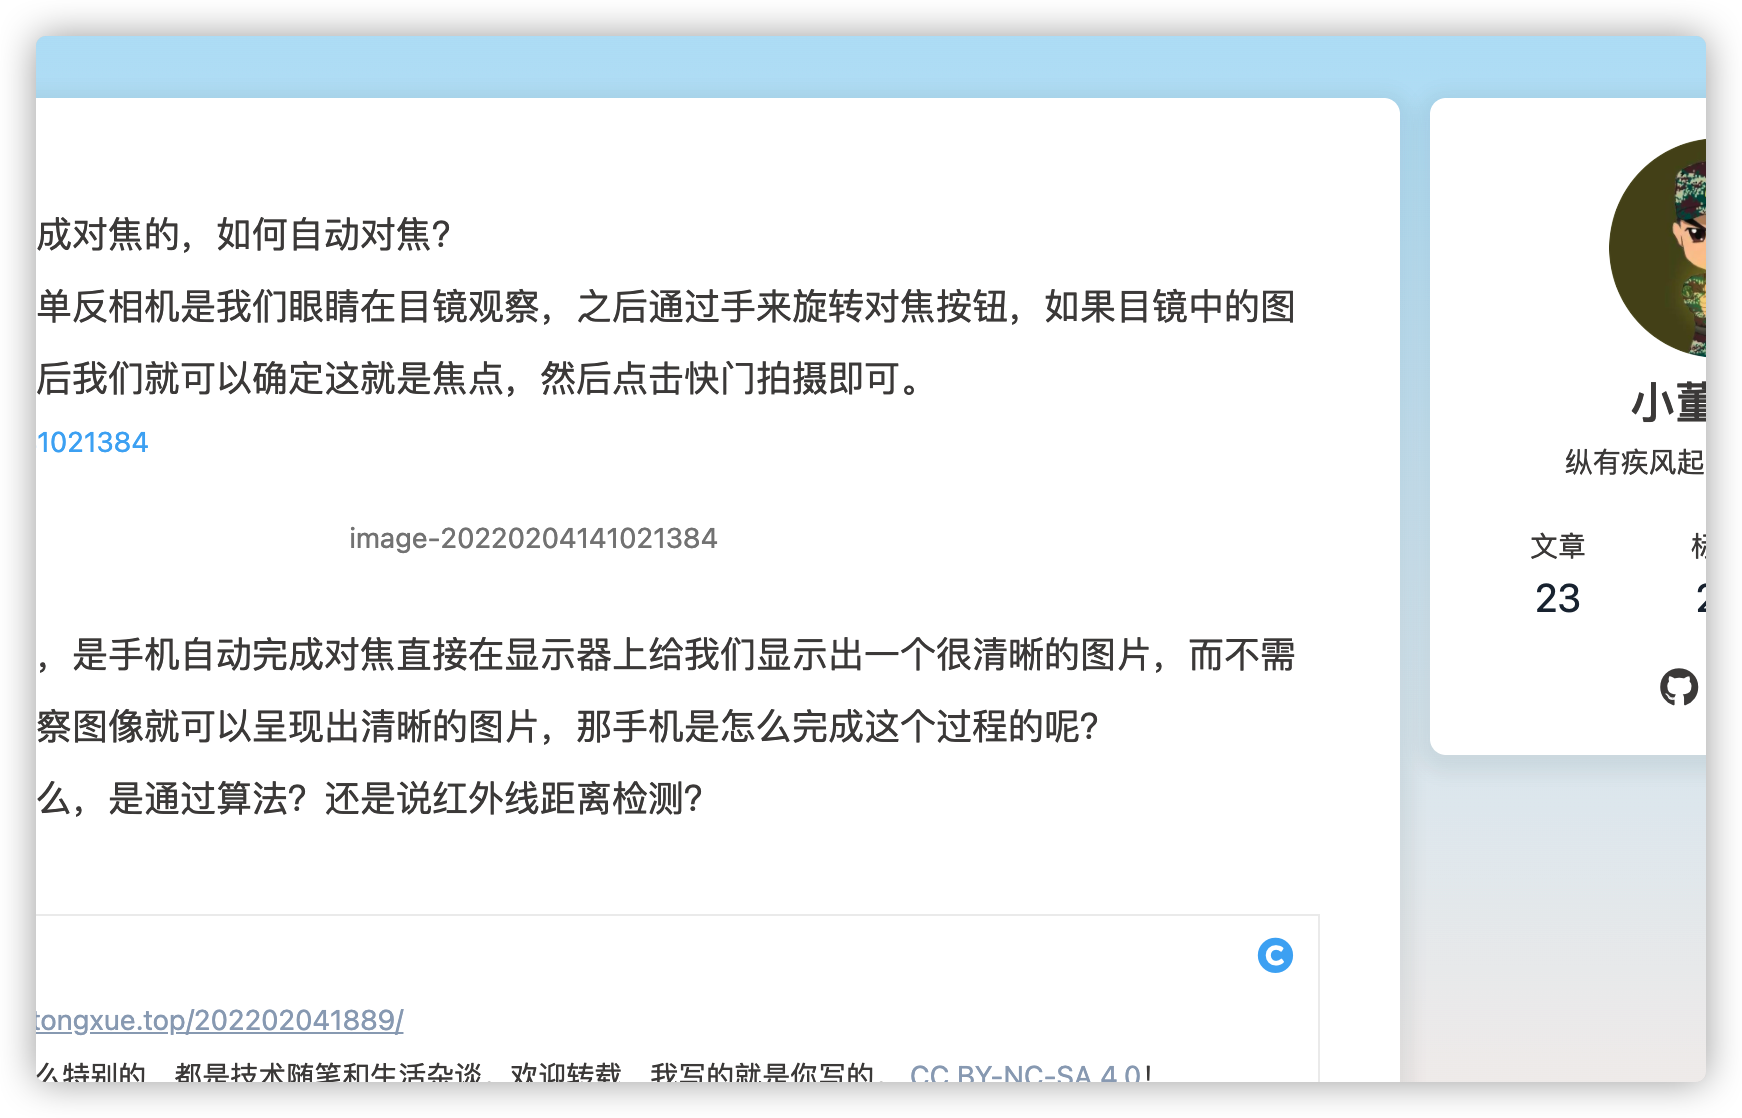 成对焦的，如何自动对焦？
单反相机是我们眼睛在目镜观察，之后通过手来旋转对焦按钮，如果目镜中的图
后我们就可以确定这就是焦点，然后点击快门拍摄即可。
1021384
image-20220204141021384
，是手机自动完成对焦直接在显示器上给我们显示出一个很清晰的图片，而不需
察图像就可以呈现出清晰的图片，那手机是怎么完成这个过程的呢？
么，是通过算法？还是说红外线距离检测？
tongxue.top/202202041889/
么特别的，都是技术随笔和生活杂谈，欢迎转载，我写的就是你写的， CC BY-NC-SA 4.0！
小董
纵有疾风起
文章
23
标
2